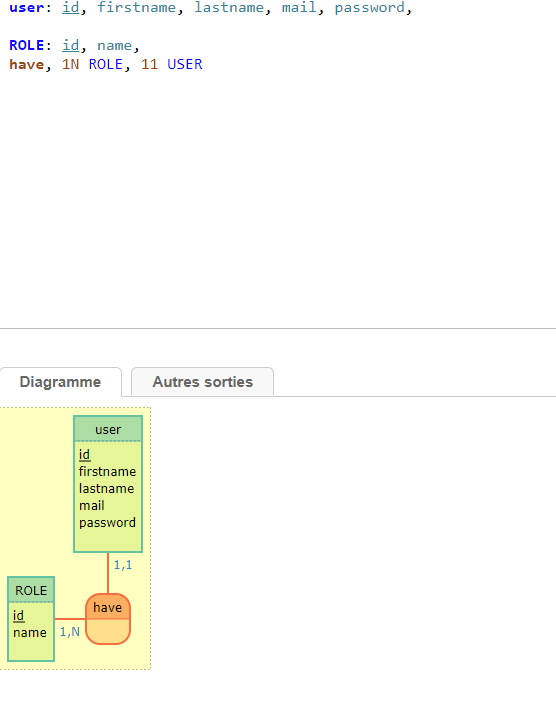 user: id, firstname, lastname, mail, password,
ROLE: id, name,
have, 1N ROLE, 11 USER
Diagramme
Autres sorties
user
id
firstname
lastname
mail
password
1,1
ROLE
have
id
name
1,N